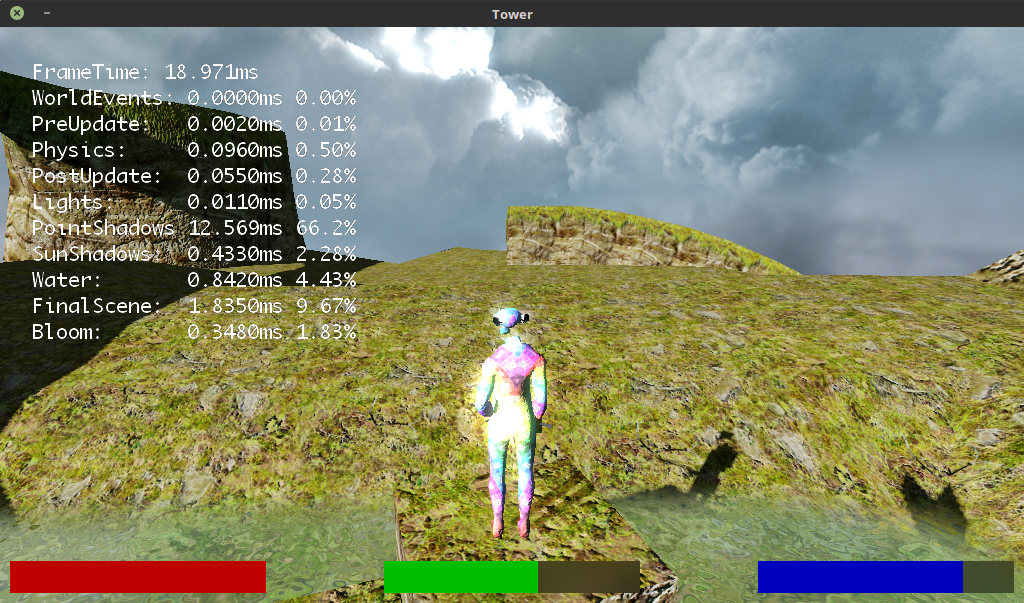 Tower
FrameTime: 18.971ms
WorldEvents: 0.0000ms 0.00%
PreUpdate: 0.0020ms 0.01%
Physics: 0.0960ms 0.50%
PostUpdate: 0.0550ms 0.28%
Lights: 0.0110ms 0.05%
PointShadows 12.569ms 66.2%
SunShadows: 0.4330ms 2.28%
Water: 0.8420ms 4.43%
FinalScene: 1.8350ms 9.67%
Bloom: 0.3480ms 1.83%